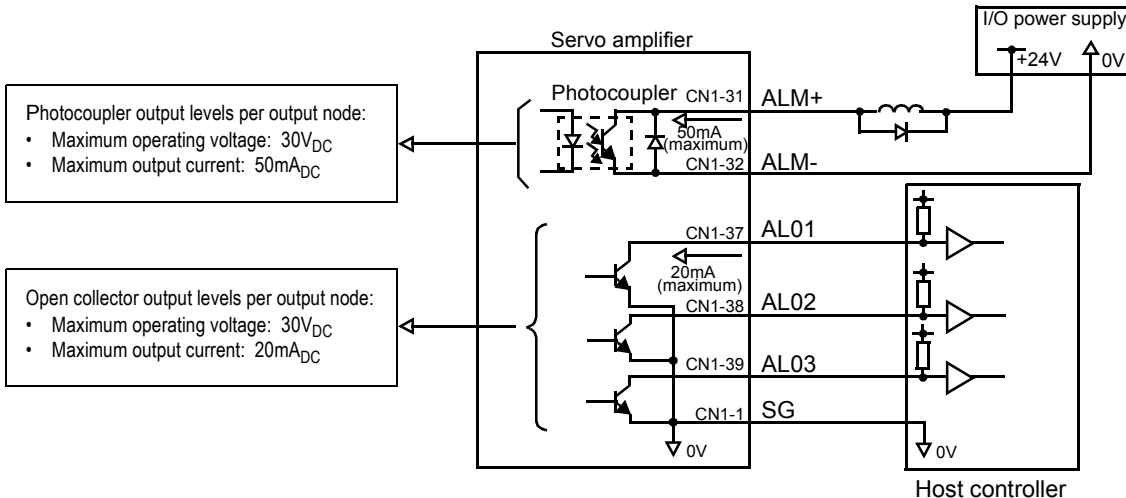 I/O power supply
+24V
0V
Servo amplifier
Photocoupler output levels per output node:
• Maximum operating voltage: 30VDC
• Maximum output current: 50mADC
Photocoupler
CN1-31
ALM+
50mA
(maximum)
CN1-32
ALM-
CN1-37
AL01
20mA
(maximum)
CN1-38
AL02
Open collector output levels per output node:
• Maximum operating voltage: 30VDC
• Maximum output current: 20mADC
CN1-39
AL03
CN1-1
SG
0V
0V
Host controller